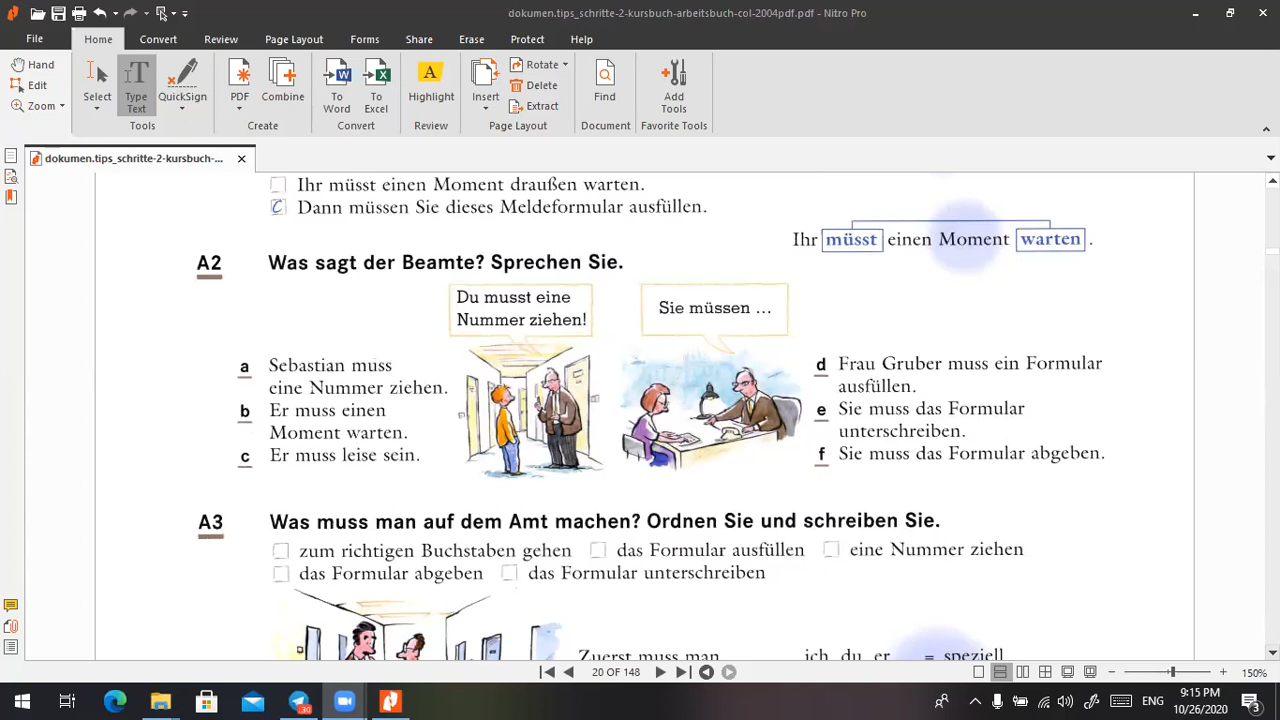 dokumen.tips_schritte-2-kursbuch-arbeitsbuch-col-2004pdf.pdf - Nitro Pro
File Home Convert Review Page Layout Forms Share Erase Protect Help
Hand
Edit
Zoom
Select
Type Text
QuickSign
Tools
PDF
Combine
Create
To Word
To Excel
Convert
Highlight
Review
Insert
Rotate
Delete
Extract
Page Layout
Find
Document
Add Tools
Favorite Tools
dokumen.tips_schritte-2-kursbuch-...
Ihr müsst einen Moment draußen warten.
C Dann müssen Sie dieses Meldeformular ausfüllen.
Ihr müsst einen Moment warten .
A2 Was sagt der Beamte? Sprechen Sie.
Du musst eine
Nummer ziehen!
Sie müssen ...
a Sebastian muss
eine Nummer ziehen.
b Er muss einen
Moment warten.
c Er muss leise sein.
d Frau Gruber muss ein Formular
ausfüllen.
e Sie muss das Formular
unterschreiben.
f Sie muss das Formular abgeben.
A3 Was muss man auf dem Amt machen? Ordnen Sie und schreiben Sie.
zum richtigen Buchstaben gehen das Formular ausfüllen eine Nummer ziehen
das Formular abgeben das Formular unterschreiben
Zuerst muss man
ich, du, er, = speziell
20 OF 148
150%
.30
ENG
9:15 PM
10/26/2020
3